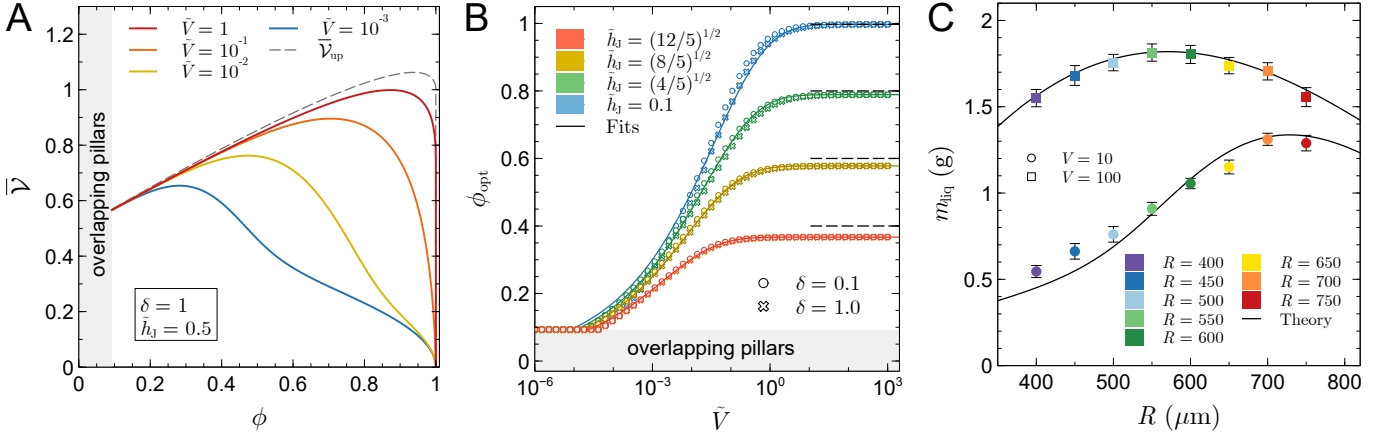 A
1.2
1
0.8
0.6
0.4
0.2
0
0 0.2 0.4 0.6 0.8 1
𝒱̅
ϕ
overlapping pillars
Ṽ = 1
Ṽ = 10⁻¹
Ṽ = 10⁻²
Ṽ = 10⁻³
𝒱̅ᵤₚ
δ = 1
h̃_J = 0.5
B
1
0.8
0.6
0.4
0.2
0
10⁻⁶ 10⁻³ 10⁰ 10³
ϕ_opt
Ṽ
h̃_J = (12/5)^1/2
h̃_J = (8/5)^1/2
h̃_J = (4/5)^1/2
h̃_J = 0.1
Fits
δ = 0.1
δ = 1.0
overlapping pillars
C
2
1.5
1
0.5
0
400 500 600 700 800
m_liq (g)
R (μm)
V = 10
V = 100
R = 400
R = 450
R = 500
R = 550
R = 600
R = 650
R = 700
R = 750
Theory